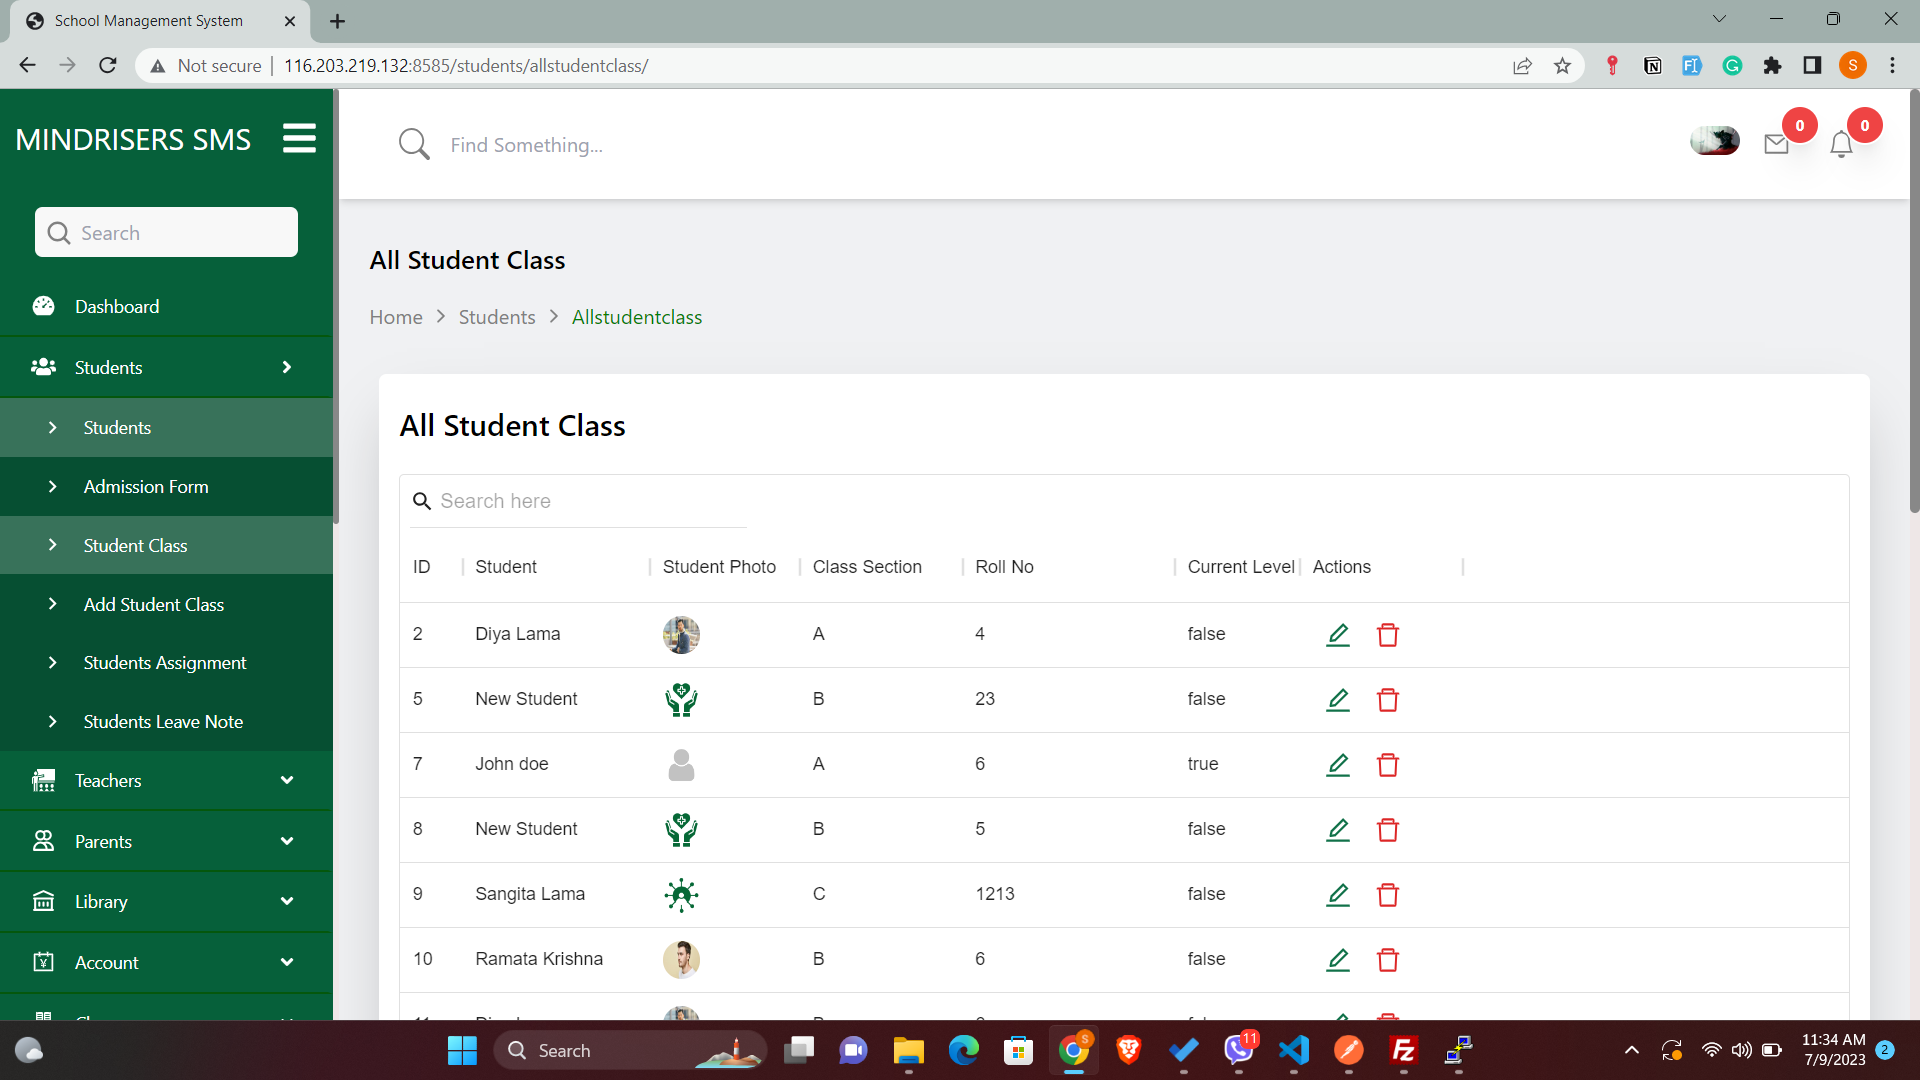 School Management System
Not secure
116.203.219.132:8585/students/allstudentclass/
S
MINDRISERS SMS
Find Something...
0
0
Search
Dashboard
Students
Students
Admission Form
Student Class
Add Student Class
Students Assignment
Students Leave Note
Teachers
Parents
Library
Account
All Student Class
Home > Students > Allstudentclass
All Student Class
Search here
ID Student Student Photo Class Section Roll No Current Level Actions
2 Diya Lama A 4 false
5 New Student B 23 false
7 John doe A 6 true
8 New Student B 5 false
9 Sangita Lama C 1213 false
10 Ramata Krishna B 6 false
Search
11
11:34 AM
7/9/2023
2